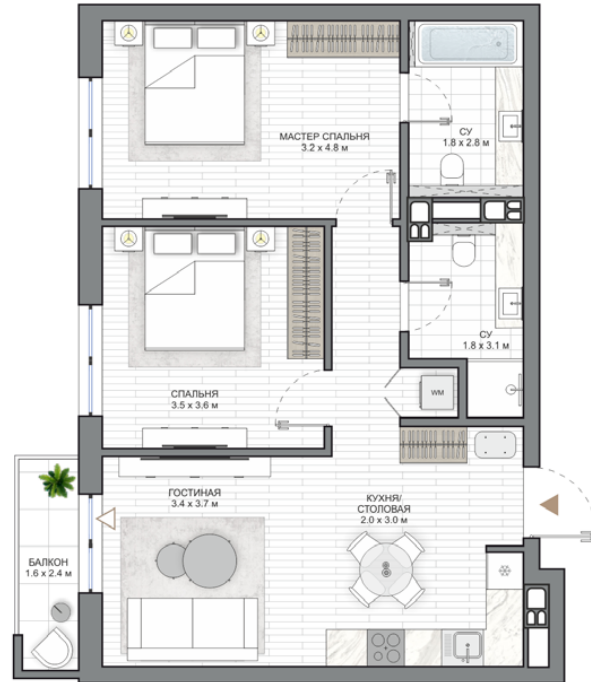 МАСТЕР СПАЛЬНЯ
3.2 x 4.8 м
СУ
1.8 x 2.8 м
СУ
1.8 x 3.1 м
СПАЛЬНЯ
3.5 x 3.6 м
WM
ГОСТИНАЯ
3.4 x 3.7 м
КУХНЯ/
СТОЛОВАЯ
2.0 x 3.0 м
БАЛКОН
1.6 x 2.4 м